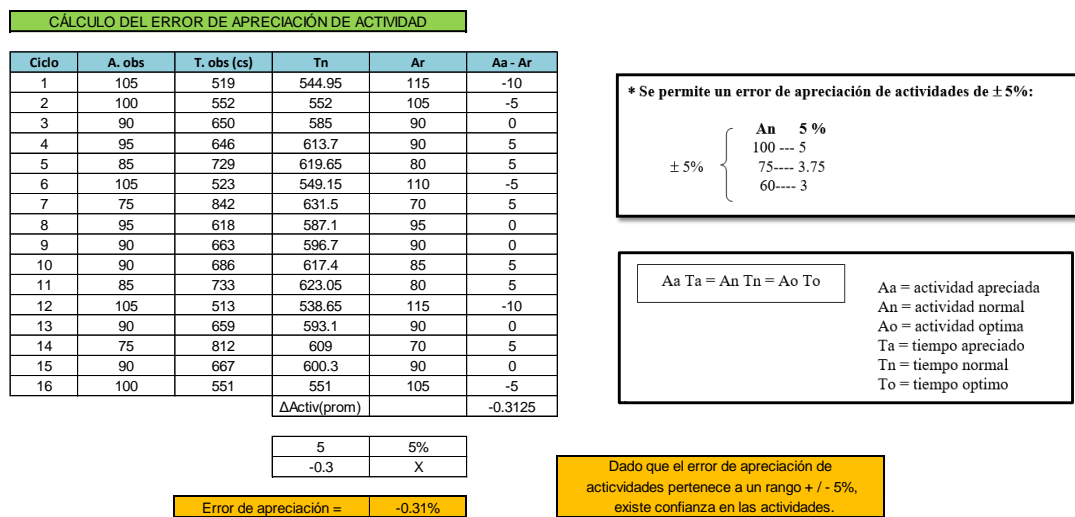 CÁLCULO DEL ERROR DE APRECIACIÓN DE ACTIVIDAD
Ciclo A. obs T. obs (cs) Tn Ar Aa - Ar
1 105 519 544.95 115 -10
2 100 552 552 105 -5
3 90 650 585 90 0
4 95 646 613.7 90 5
5 85 729 619.65 80 5
6 105 523 549.15 110 -5
7 75 842 631.5 70 5
8 95 618 587.1 95 0
9 90 663 596.7 90 0
10 90 686 617.4 85 5
11 85 733 623.05 80 5
12 105 513 538.65 115 -10
13 90 659 593.1 90 0
14 75 812 609 70 5
15 90 667 600.3 90 0
16 100 551 551 105 -5
ΔActiv(prom) -0.3125
5 5%
-0.3 X
Error de apreciación = -0.31%
* Se permite un error de apreciación de actividades de ± 5%:
An 5 %
100 --- 5
± 5% 75---- 3.75
60---- 3
Aa Ta = An Tn = Ao To
Aa = actividad apreciada
An = actividad normal
Ao = actividad optima
Ta = tiempo apreciado
Tn = tiempo normal
To = tiempo optimo
Dado que el error de apreciación de
acticvidades pertenece a un rango + / - 5%,
existe confianza en las actividades.